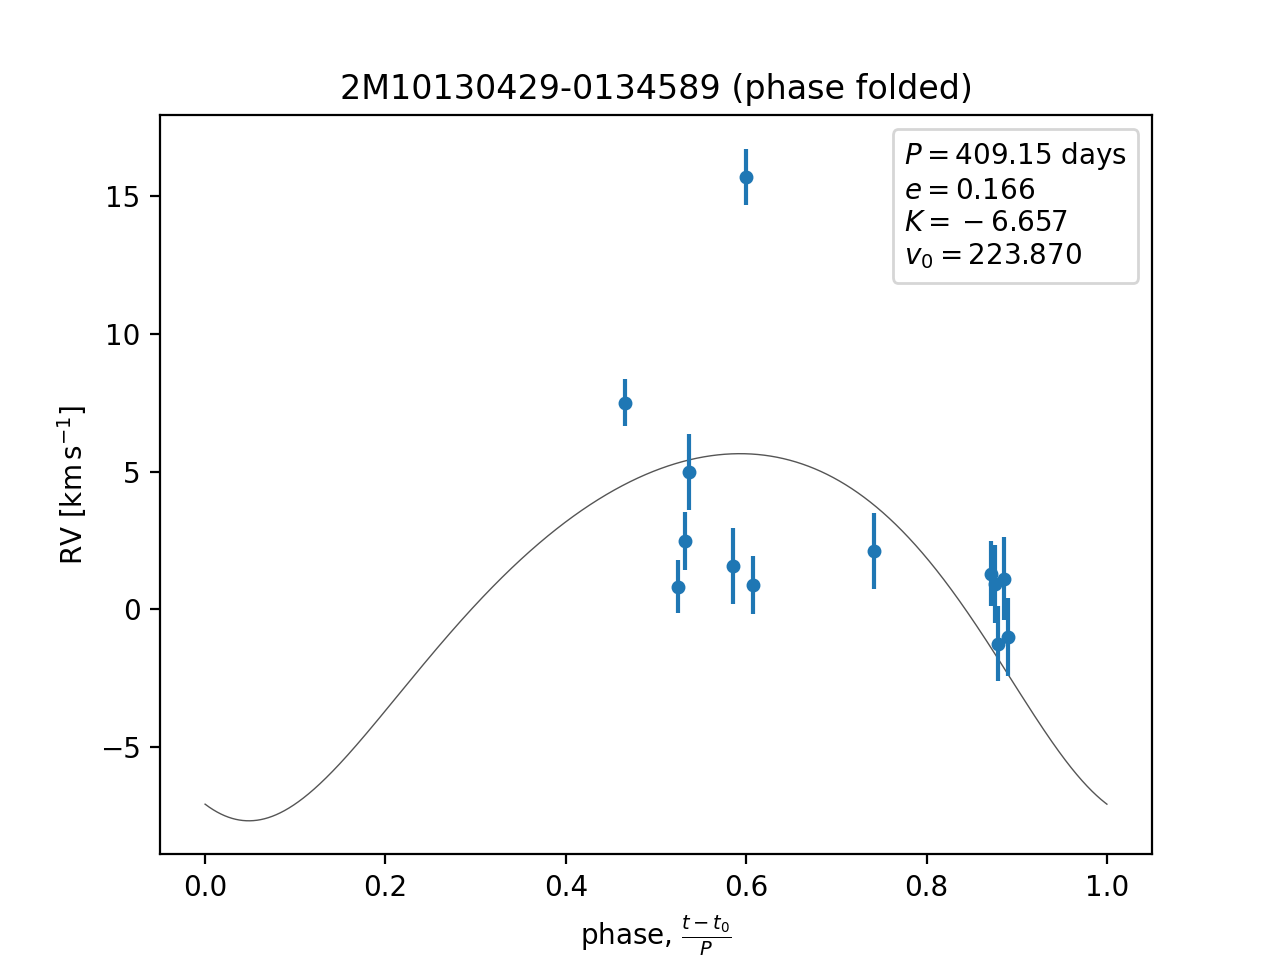 2M10130429-0134589 (phase folded)
P = 409.15 days
e = 0.166
K = − 6.657
v₀ = 223.870
15
10
5
0
−5
RV [km s⁻¹]
0.0 0.2 0.4 0.6 0.8 1.0
phase, (t − t₀)/P